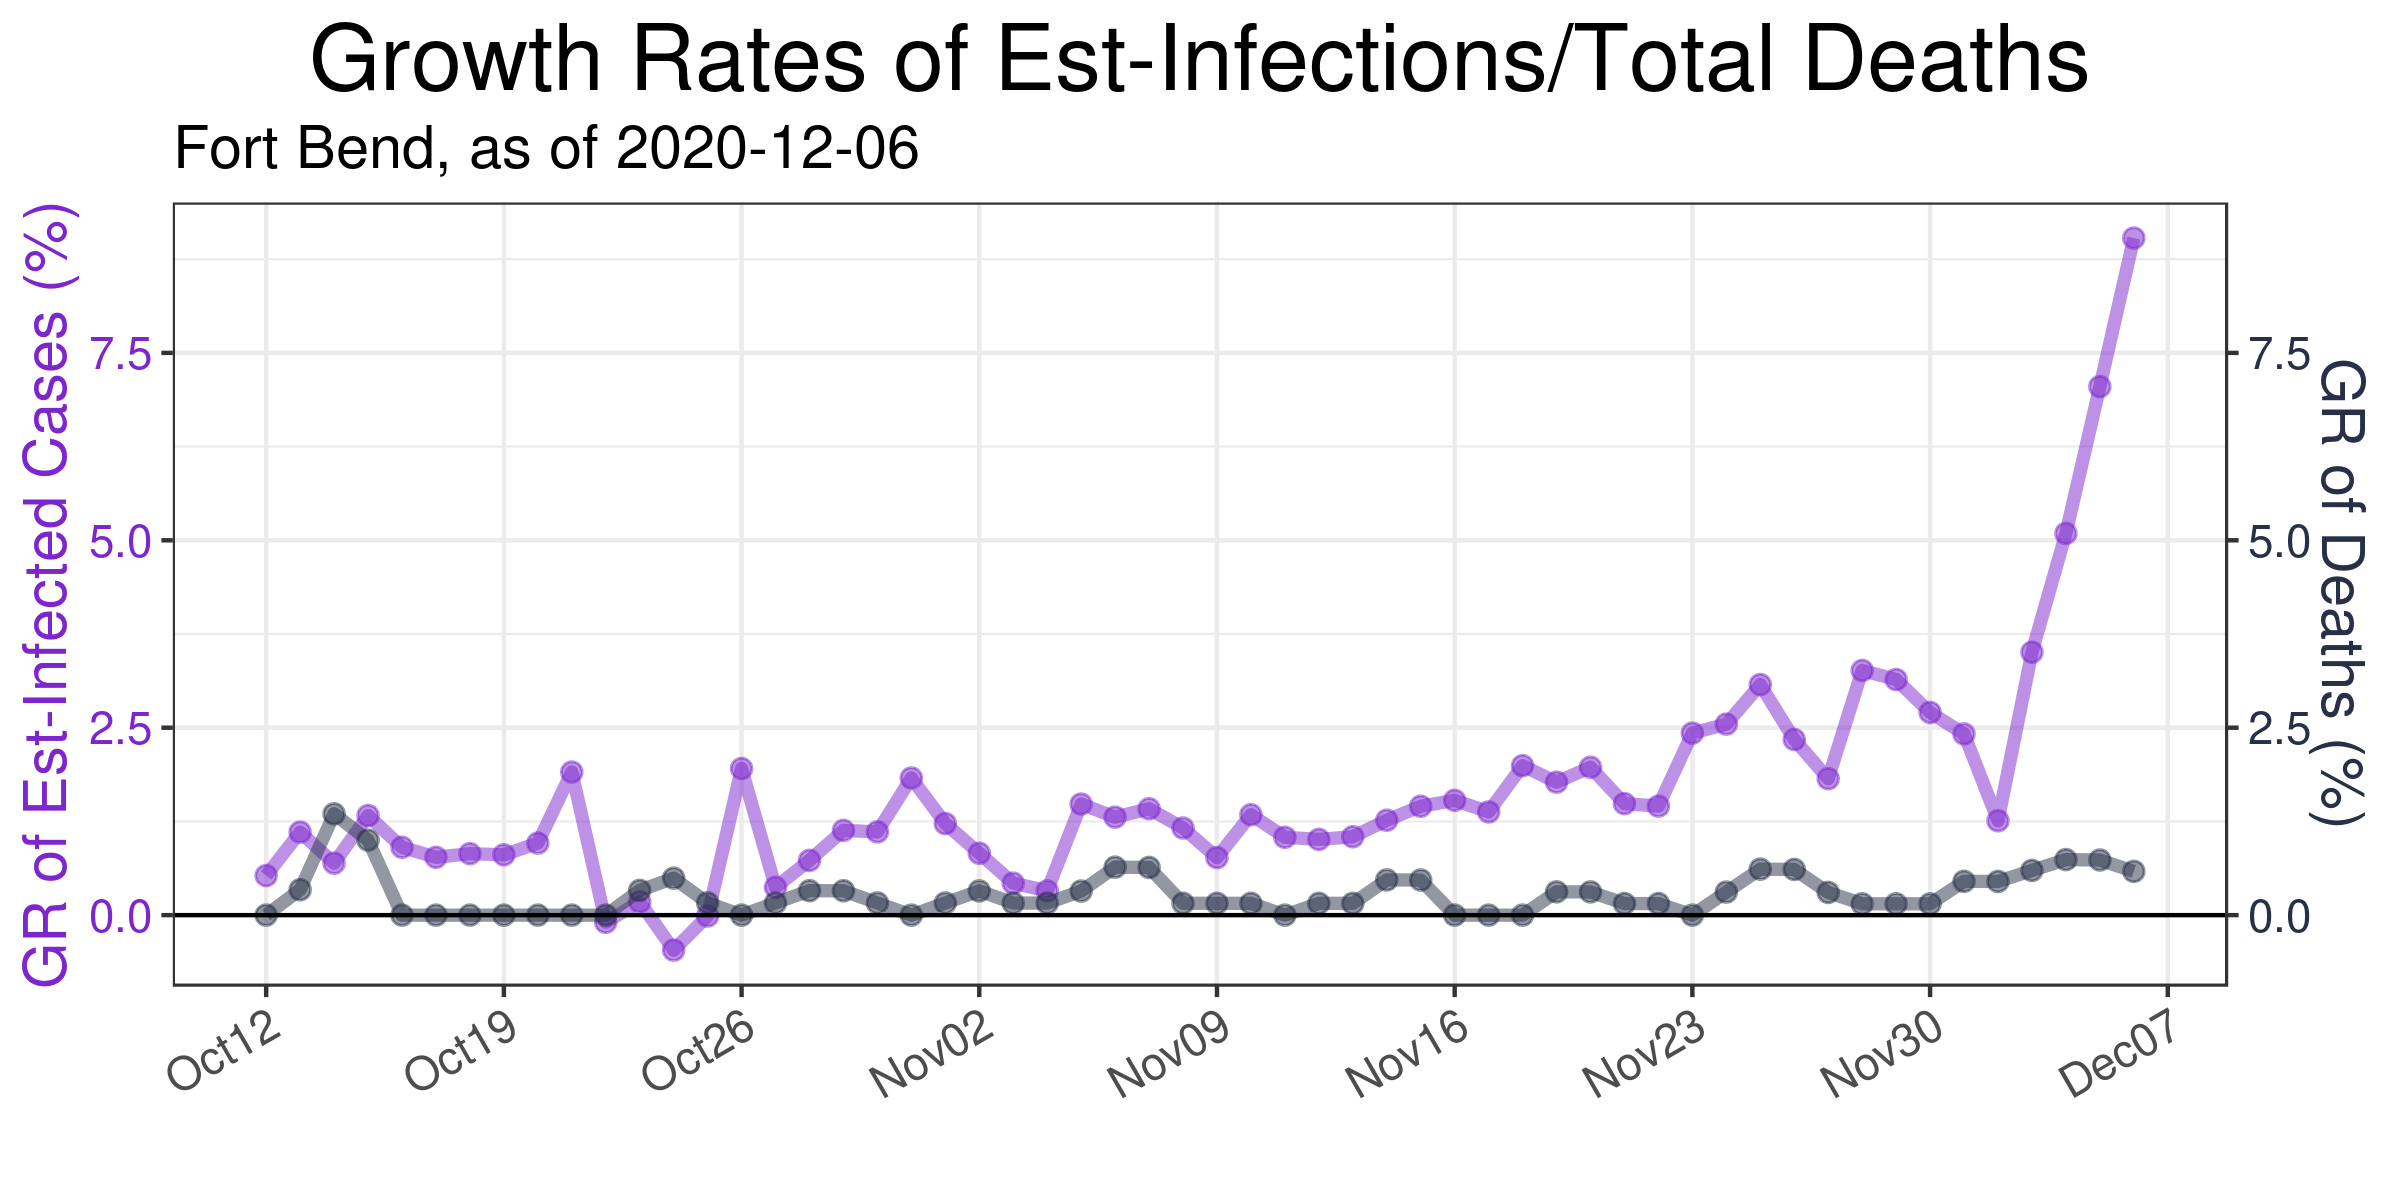 Growth Rates of Est-Infections/Total Deaths
Fort Bend, as of 2020-12-06
GR of Est-Infected Cases (%)
7.5
5.0
2.5
0.0
7.5
5.0
2.5
0.0
GR of Deaths (%)
Oct12
Oct19
Oct26
Nov02
Nov09
Nov16
Nov23
Nov30
Dec07